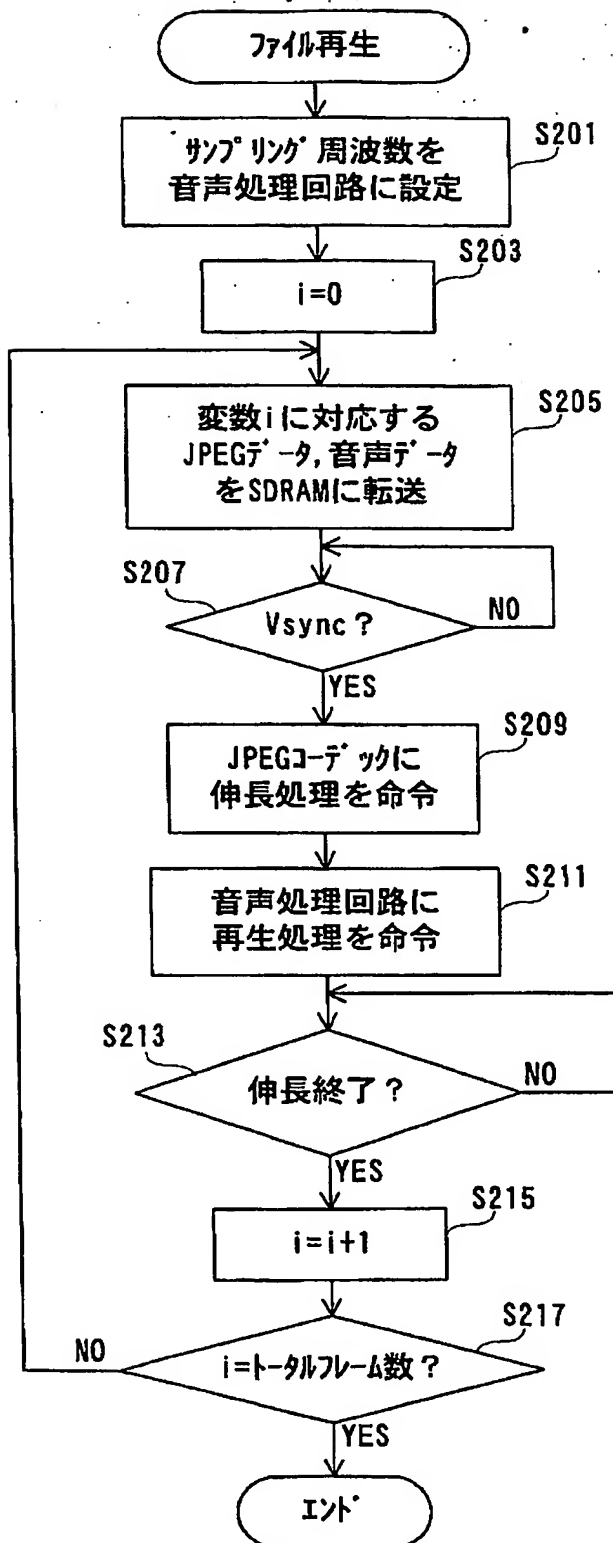 ファイル再生
S201
サンプリング周波数を
音声処理回路に設定
S203
i=0
S205
変数iに対応する
JPEGデータ,音声データ
をSDRAMに転送
S207
Vsync？
NO
YES
S209
JPEGコーデックに
伸長処理を命令
S211
音声処理回路に
再生処理を命令
S213
伸長終了？
NO
YES
S215
i=i+1
S217
i=トータルフレーム数？
NO
YES
エンド